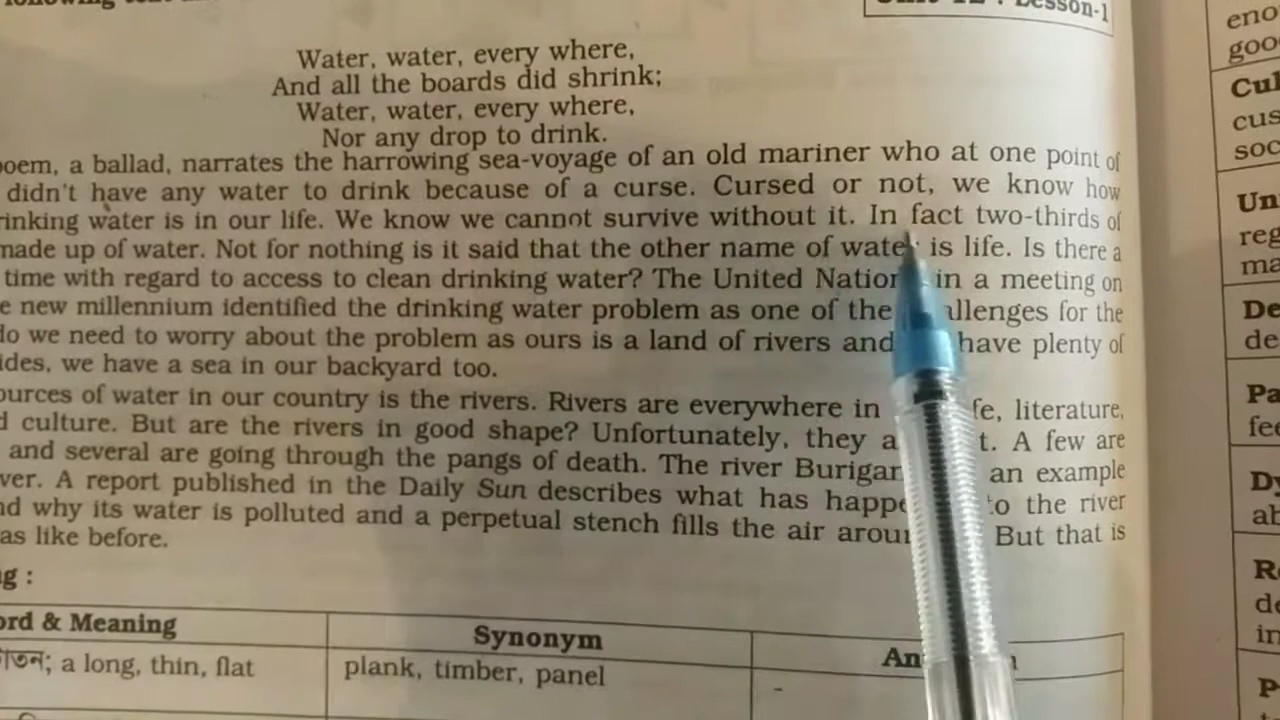 Lesson-1
Water, water, every where,
And all the boards did shrink;
Water, water, every where,
Nor any drop to drink.
poem, a ballad, narrates the harrowing sea-voyage of an old mariner who at one point of
didn't have any water to drink because of a curse. Cursed or not, we know how
rinking water is in our life. We know we cannot survive without it. In fact two-thirds of
made up of water. Not for nothing is it said that the other name of water is life. Is there a
time with regard to access to clean drinking water? The United Nation in a meeting on
e new millennium identified the drinking water problem as one of the allenges for the
do we need to worry about the problem as ours is a land of rivers and have plenty of
ides, we have a sea in our backyard too.
ources of water in our country is the rivers. Rivers are everywhere in fe, literature,
d culture. But are the rivers in good shape? Unfortunately, they a t. A few are
and several are going through the pangs of death. The river Burigan an example
ver. A report published in the Daily Sun describes what has happe to the river
nd why its water is polluted and a perpetual stench fills the air arou But that is
as like before.
g :
ord & Meaning Synonym An
a long, thin, flat plank, timber, panel -
eno
goo
Cul
cus
soc
Un
reg
ma
De
de
Pa
fee
Dy
ab
Re
de
in
P